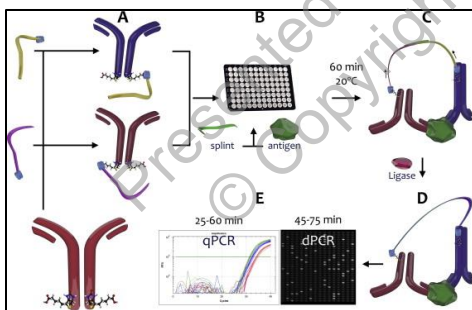 A
B
C
60 min
20°C
splint
antigen
Ligase
E
D
25-60 min
45-75 min
qPCR
dPCR
Presented
© Copyright